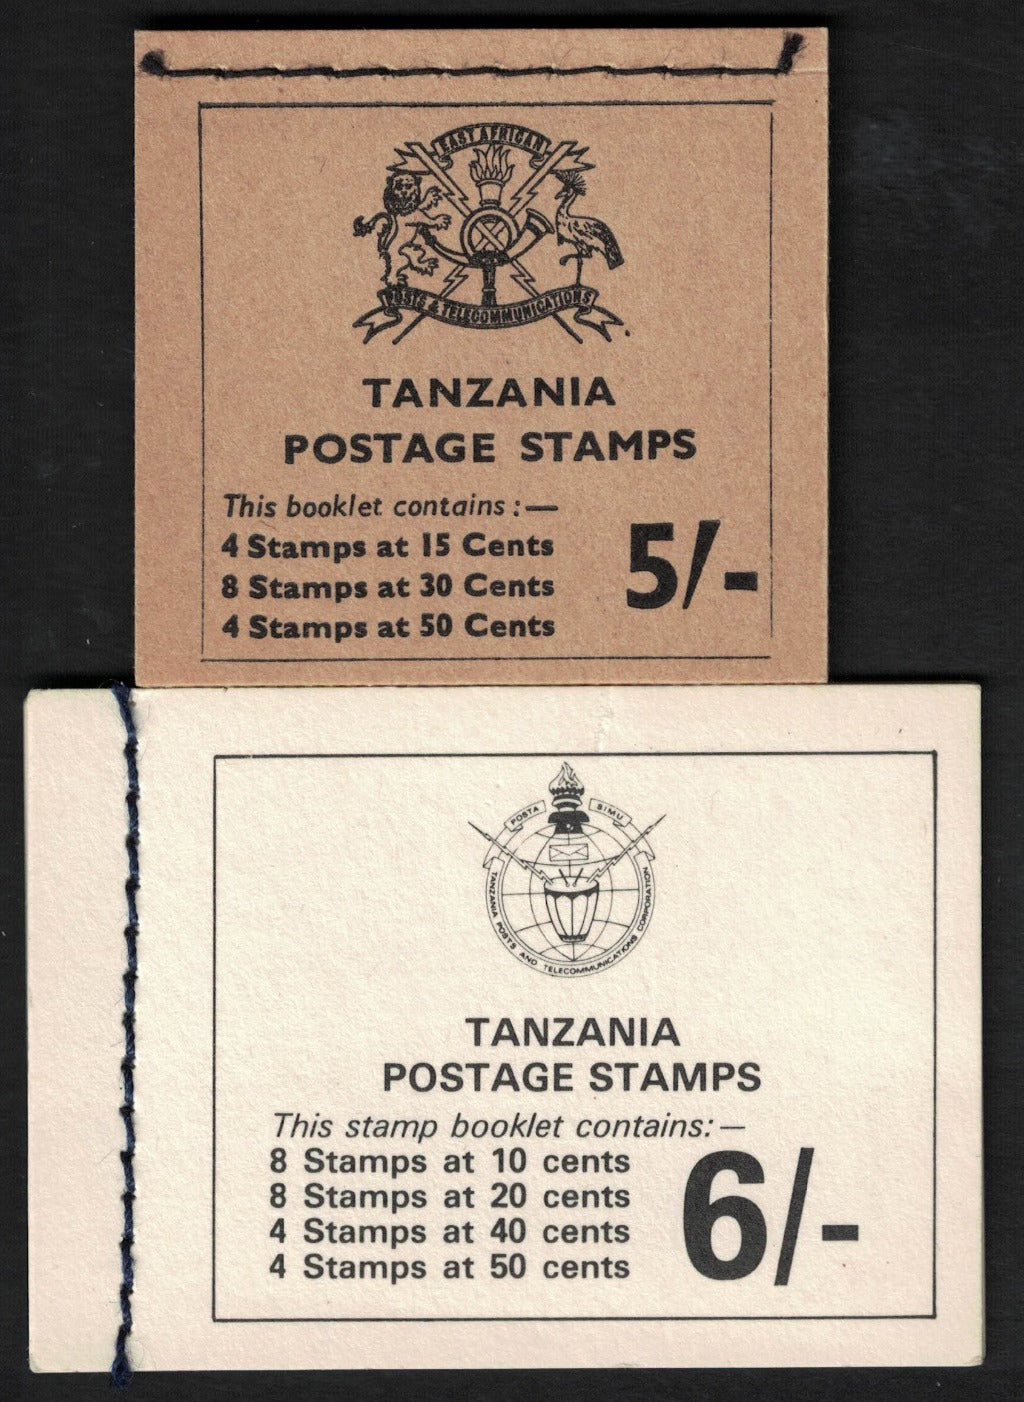 EAST AFRICAN
POSTS & TELECOMMUNICATIONS
TANZANIA
POSTAGE STAMPS
This booklet contains :—
4 Stamps at 15 Cents
8 Stamps at 30 Cents
4 Stamps at 50 Cents
5/-
POSTA SIMU
TANZANIA POSTS AND TELECOMMUNICATIONS CORPORATION
TANZANIA
POSTAGE STAMPS
This stamp booklet contains:—
8 Stamps at 10 cents
8 Stamps at 20 cents
4 Stamps at 40 cents
4 Stamps at 50 cents
6/-